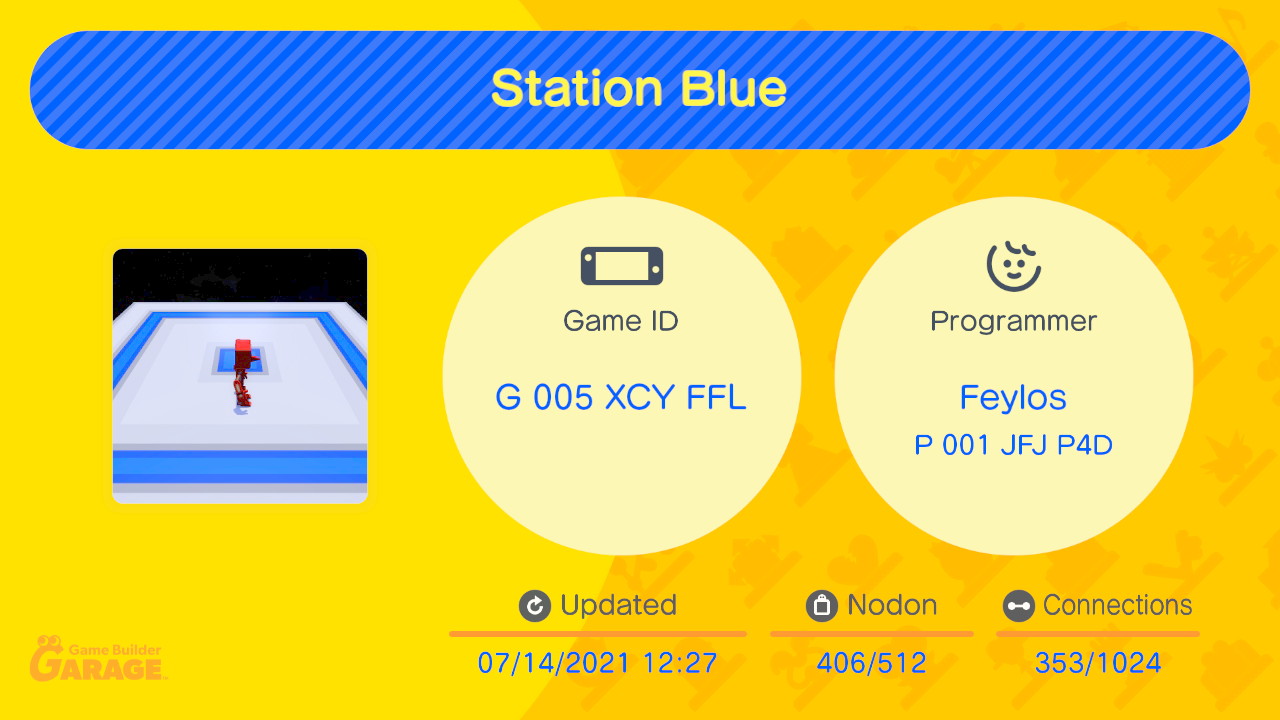 Station Blue
Game ID
G 005 XCY FFL
Programmer
Feylos
P 001 JFJ P4D
Updated
07/14/2021 12:27
Nodon
406/512
Connections
353/1024
Game Builder
GARAGE